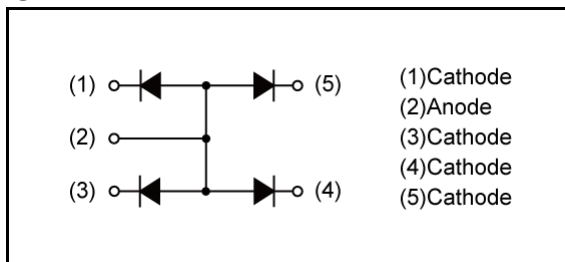 (1) (5) (1)Cathode
(2) (2)Anode
(3)Cathode
(3) (4) (4)Cathode
(5)Cathode